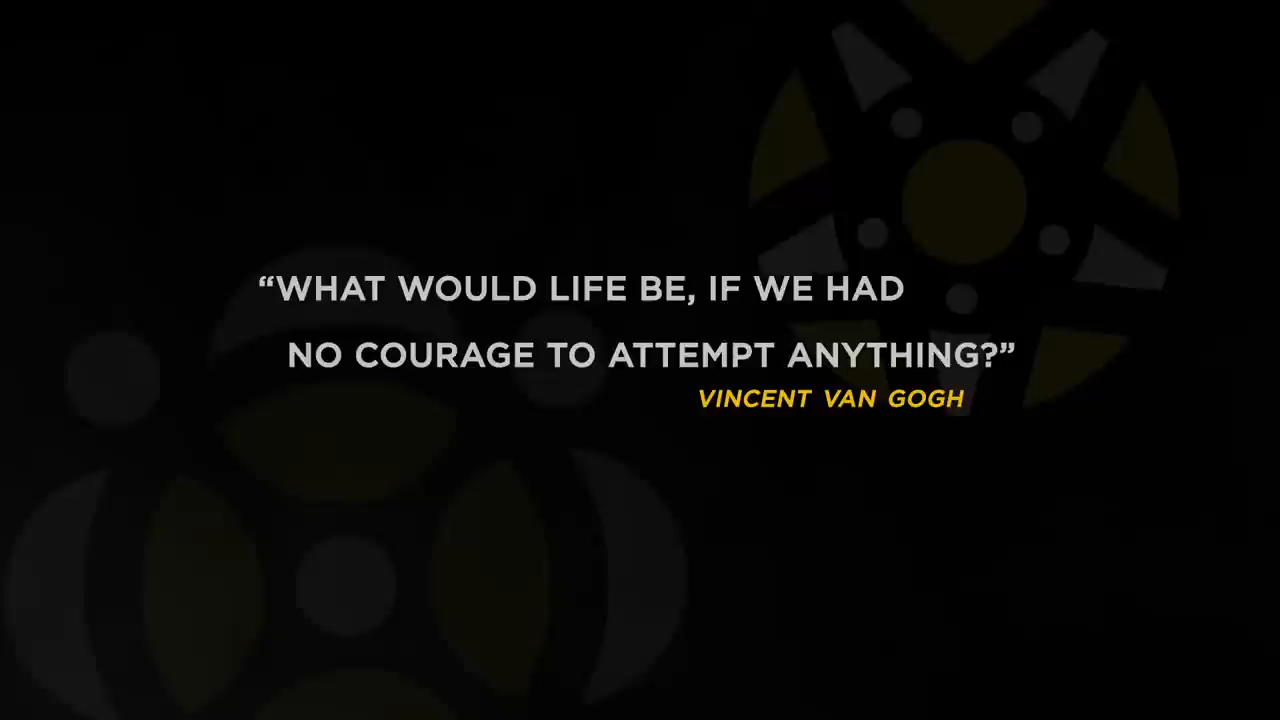 “WHAT WOULD LIFE BE, IF WE HAD
NO COURAGE TO ATTEMPT ANYTHING?”
VINCENT VAN GOGH